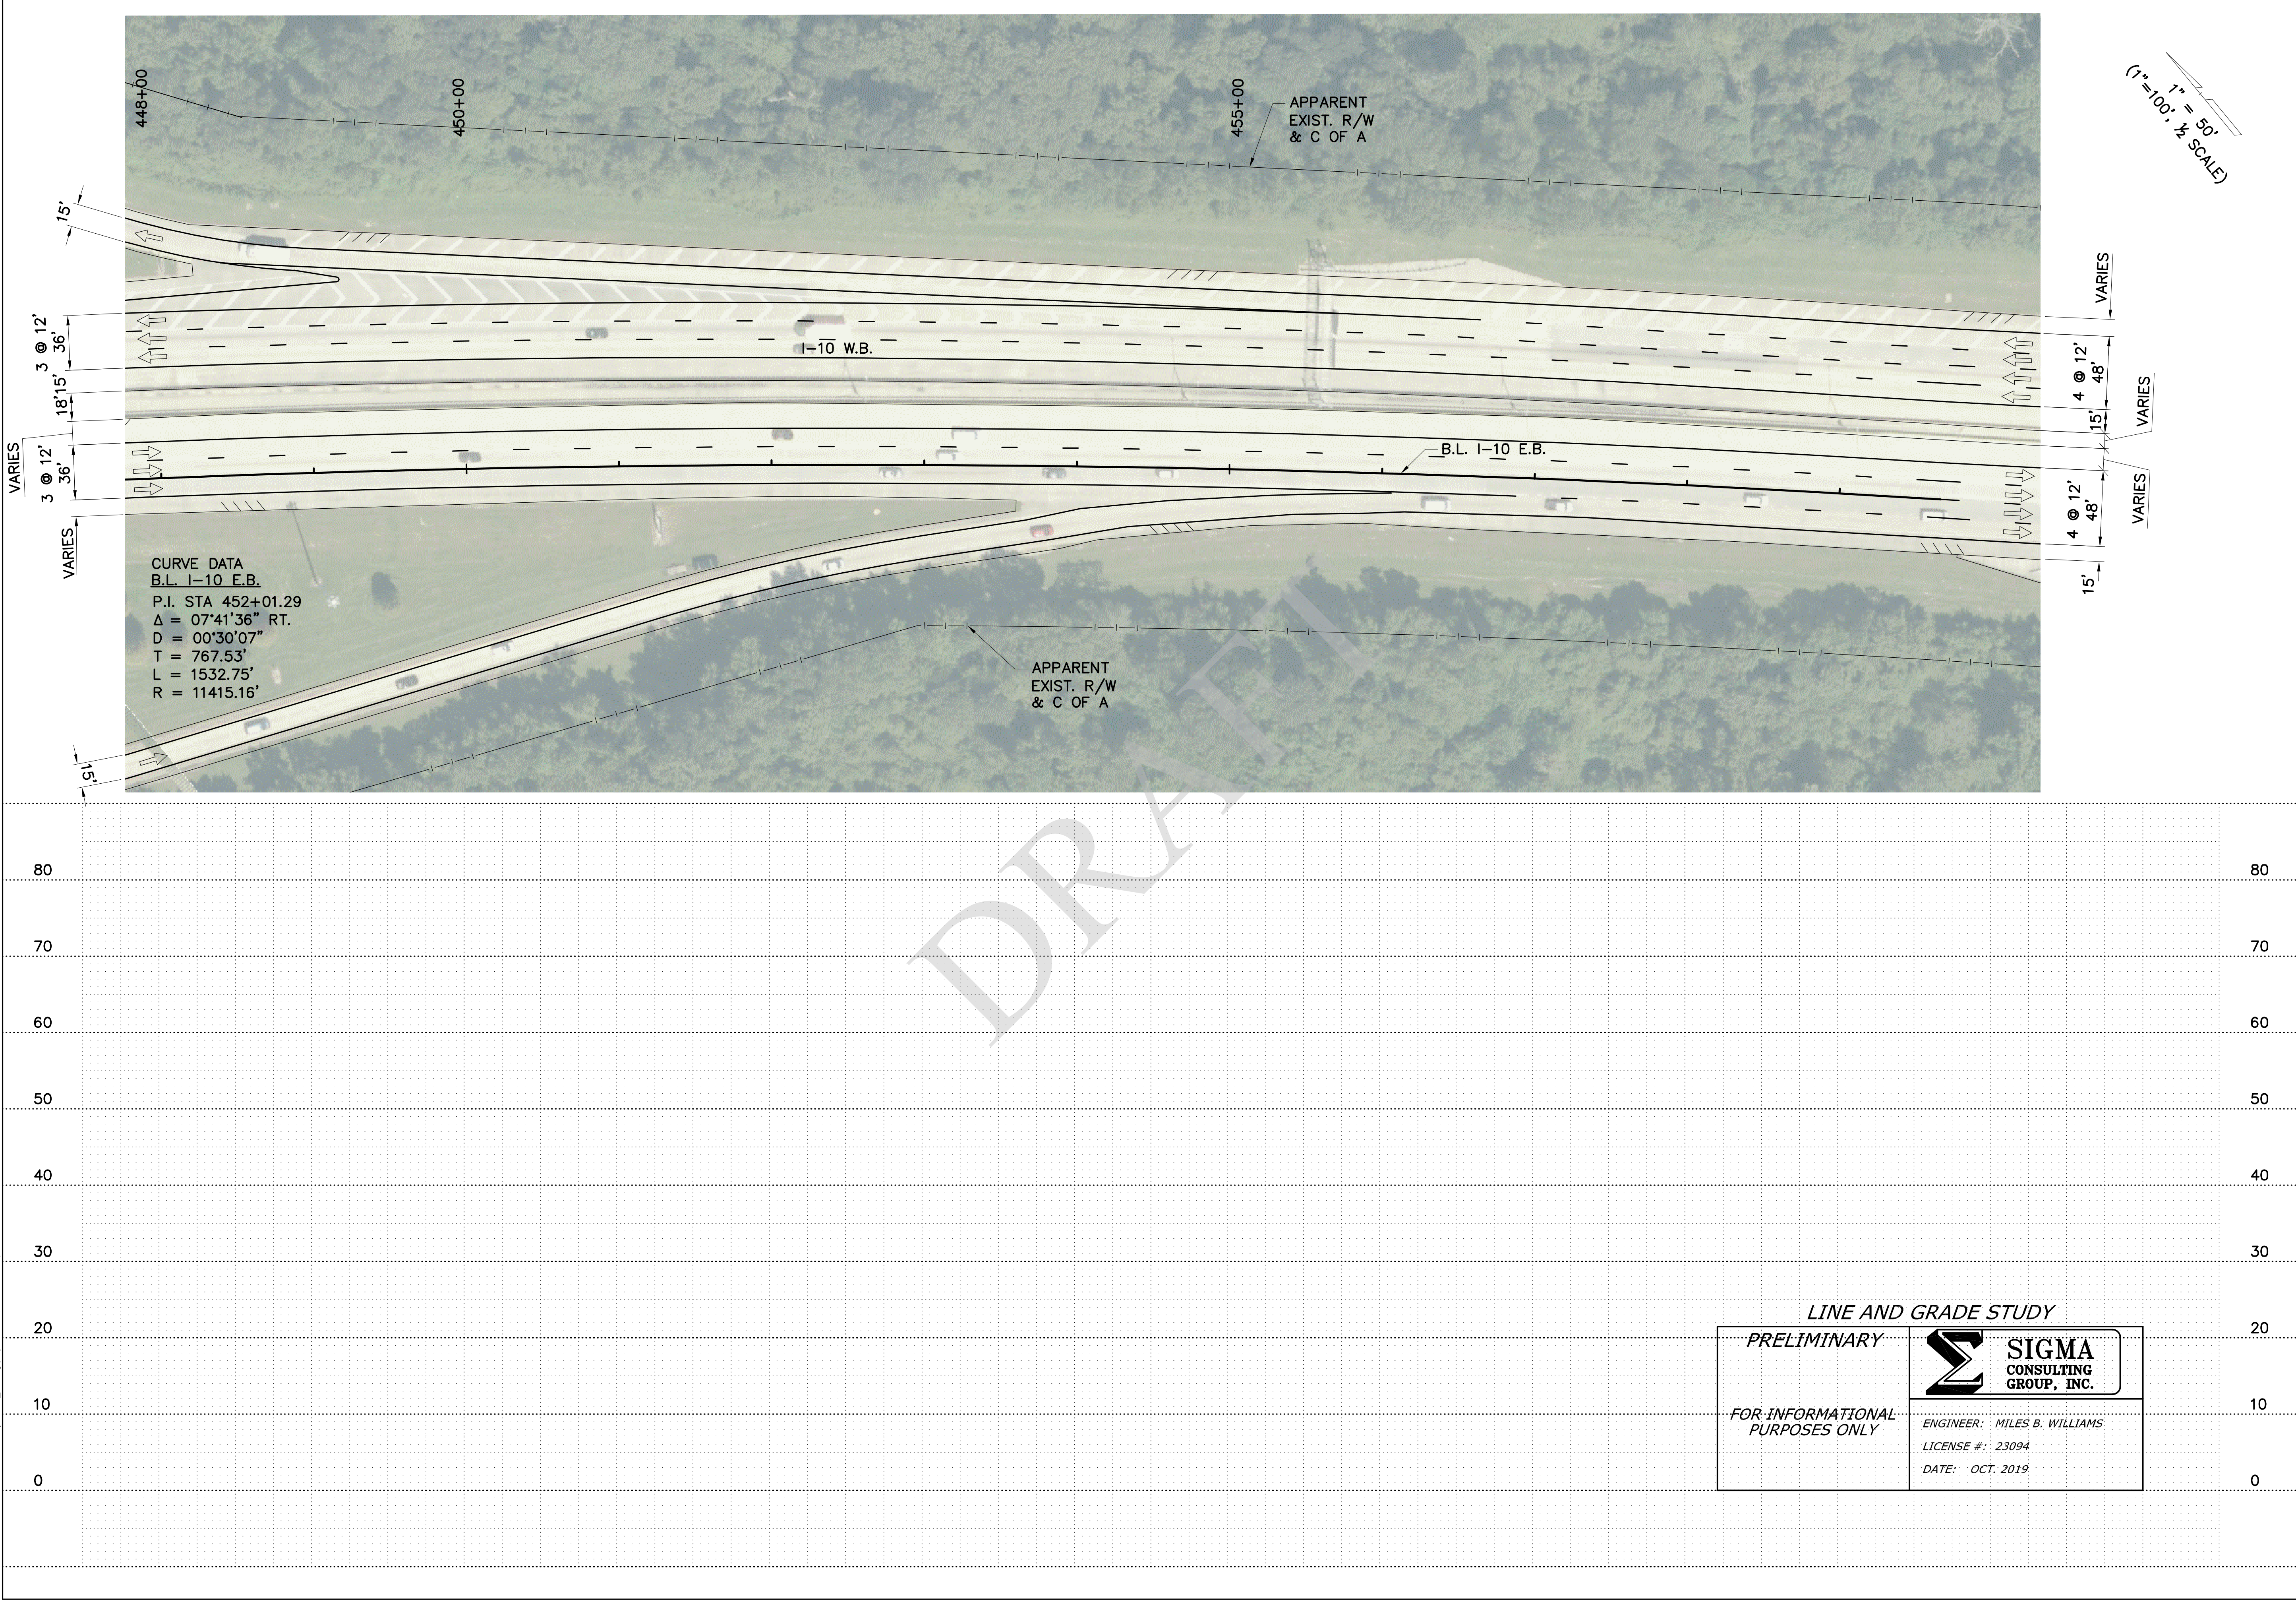 448+00
450+00
455+00
APPARENT
EXIST. R/W
& C OF A
1" = 50'
(1"=100', ½ SCALE)
15'
3 @ 12'
36'
15'
18'
VARIES
3 @ 12'
36'
VARIES
15'
I-10 W.B.
B.L. I-10 E.B.
VARIES
4 @ 12'
48'
VARIES
15'
VARIES
4 @ 12'
48'
15'
CURVE DATA
B.L. I-10 E.B.
P.I. STA 452+01.29
Δ = 07°41'36" RT.
D = 00°30'07"
T = 767.53'
L = 1532.75'
R = 11415.16'
APPARENT
EXIST. R/W
& C OF A
DRAFT
80 80
70 70
60 60
50 50
40 40
30 30
20 20
10 10
0 0
LINE AND GRADE STUDY
PRELIMINARY
FOR INFORMATIONAL
PURPOSES ONLY
SIGMA
CONSULTING
GROUP, INC.
ENGINEER: MILES B. WILLIAMS
LICENSE #: 23094
DATE: OCT. 2019